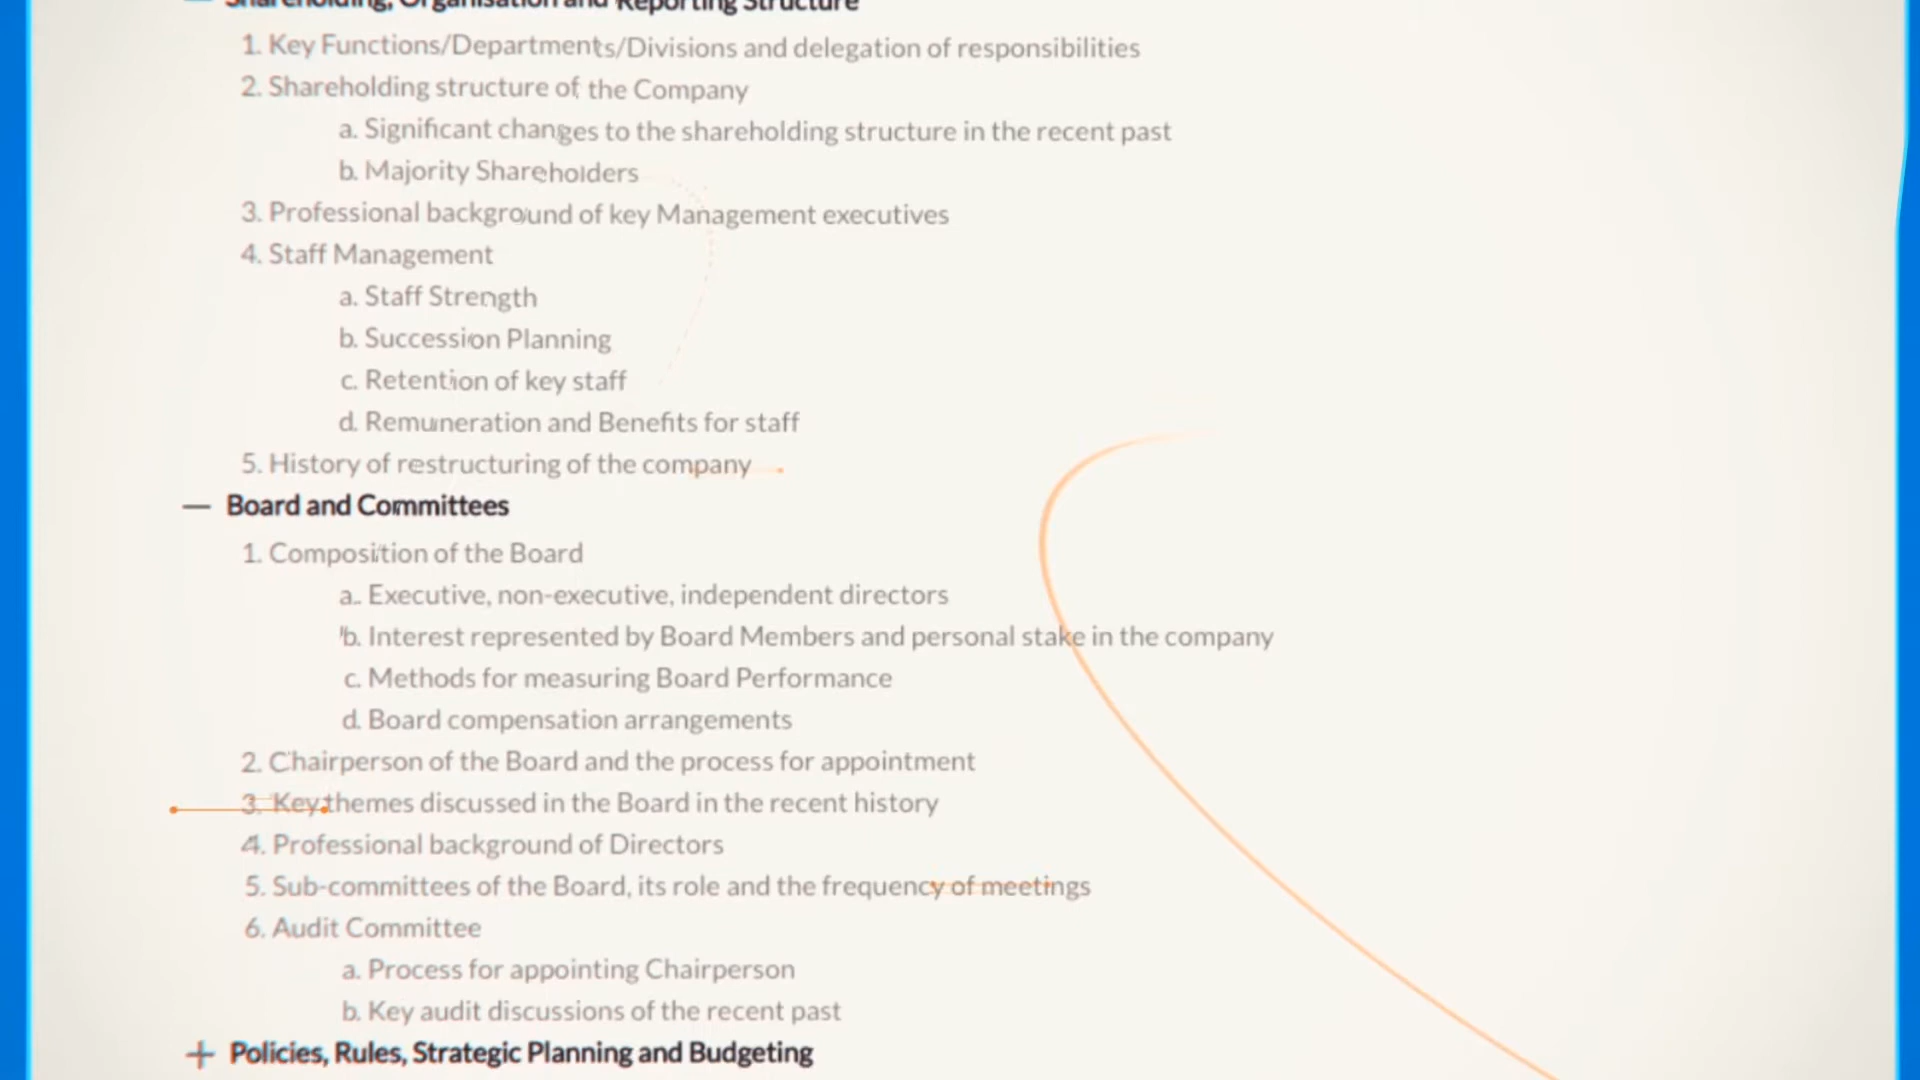 — Shareholding, Organisation and Reporting Structure
1. Key Functions/Departments/Divisions and delegation of responsibilities
2. Shareholding structure of the Company
a. Significant changes to the shareholding structure in the recent past
b. Majority Shareholders
3. Professional background of key Management executives
4. Staff Management
a. Staff Strength
b. Succession Planning
c. Retention of key staff
d. Remuneration and Benefits for staff
5. History of restructuring of the company
— Board and Committees
1. Composition of the Board
a. Executive, non-executive, independent directors
b. Interest represented by Board Members and personal stake in the company
c. Methods for measuring Board Performance
d. Board compensation arrangements
2. Chairperson of the Board and the process for appointment
3. Key themes discussed in the Board in the recent history
4. Professional background of Directors
5. Sub-committees of the Board, its role and the frequency of meetings
6. Audit Committee
a. Process for appointing Chairperson
b. Key audit discussions of the recent past
+ Policies, Rules, Strategic Planning and Budgeting